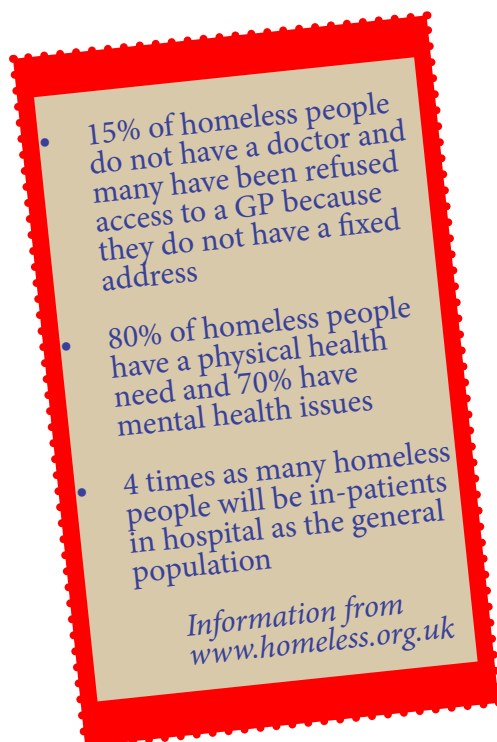 • 15% of homeless people
do not have a doctor and
many have been refused
access to a GP because
they do not have a fixed
address
• 80% of homeless people
have a physical health
need and 70% have
mental health issues
• 4 times as many homeless
people will be in-patients
in hospital as the general
population
Information from
www.homeless.org.uk